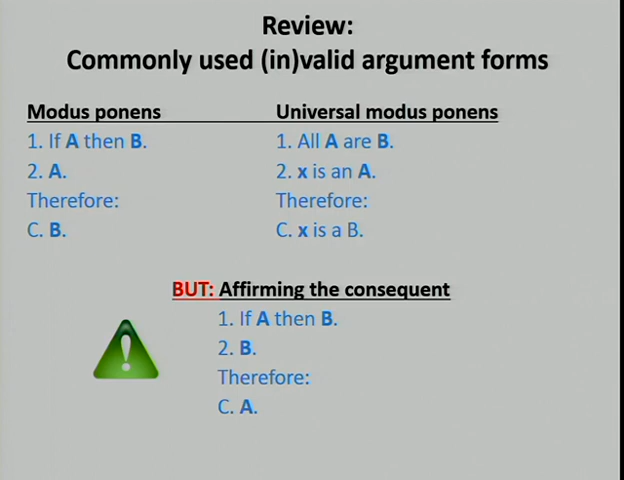 Review:
Commonly used (in)valid argument forms
Modus ponens
1. If A then B.
2. A.
Therefore:
C. B.
Universal modus ponens
1. All A are B.
2. x is an A.
Therefore:
C. x is a B.
BUT: Affirming the consequent
1. If A then B.
2. B.
Therefore:
C. A.
!